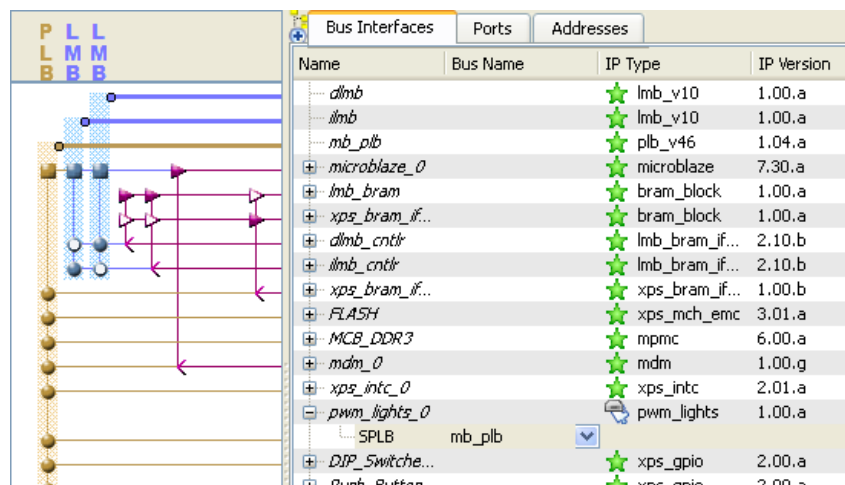 PLB LMB LMB
Bus Interfaces Ports Addresses
Name Bus Name IP Type IP Version
dlmb lmb_v10 1.00.a
ilmb lmb_v10 1.00.a
mb_plb plb_v46 1.04.a
microblaze_0 microblaze 7.30.a
lmb_bram bram_block 1.00.a
xps_bram_if... bram_block 1.00.a
dlmb_cntlr lmb_bram_if... 2.10.b
ilmb_cntlr lmb_bram_if... 2.10.b
xps_bram_if... xps_bram_if... 1.00.b
FLASH xps_mch_emc 3.01.a
MCB_DDR3 mpmc 6.00.a
mdm_0 mdm 1.00.g
xps_intc_0 xps_intc 2.01.a
pwm_lights_0 pwm_lights 1.00.a
SPLB mb_plb
DIP_Switche... xps_gpio 2.00.a